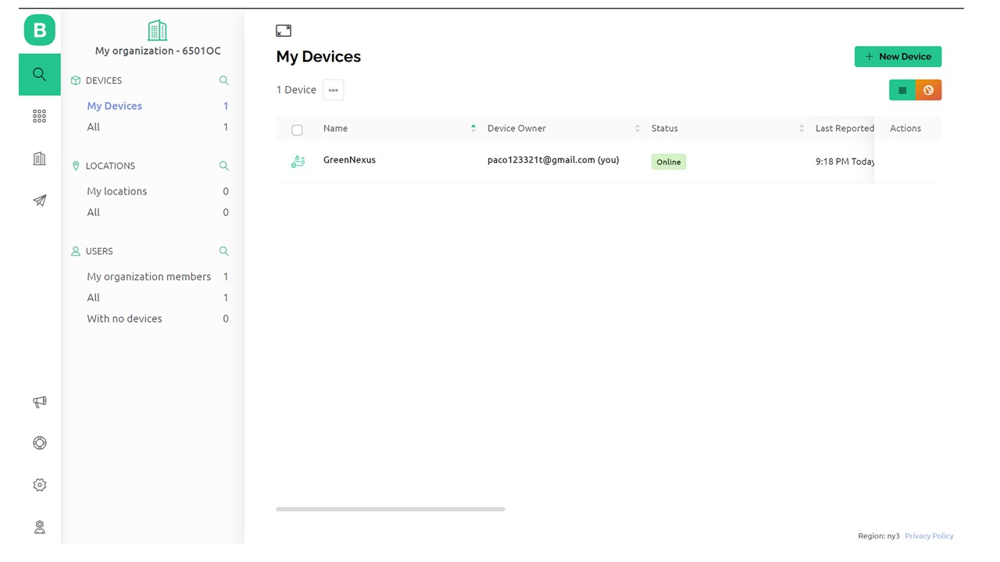 B
My organization - 6501OC
DEVICES
My Devices 1
All 1
LOCATIONS
My locations 0
All 0
USERS
My organization members 1
All 1
With no devices 0
My Devices
+ New Device
1 Device
Name Device Owner Status Last Reported Actions
GreenNexus paco123321t@gmail.com (you) Online 9:18 PM Today
Region: ny3 Privacy Policy